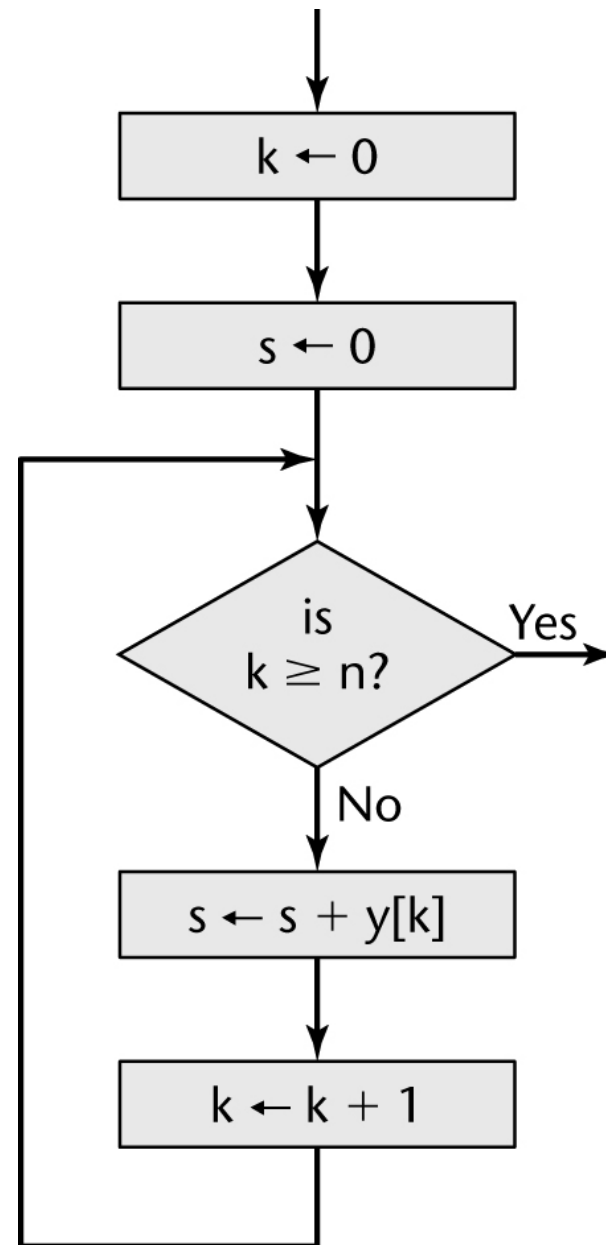 k ← 0
s ← 0
is
k ≥ n?
Yes
No
s ← s + y[k]
k ← k + 1